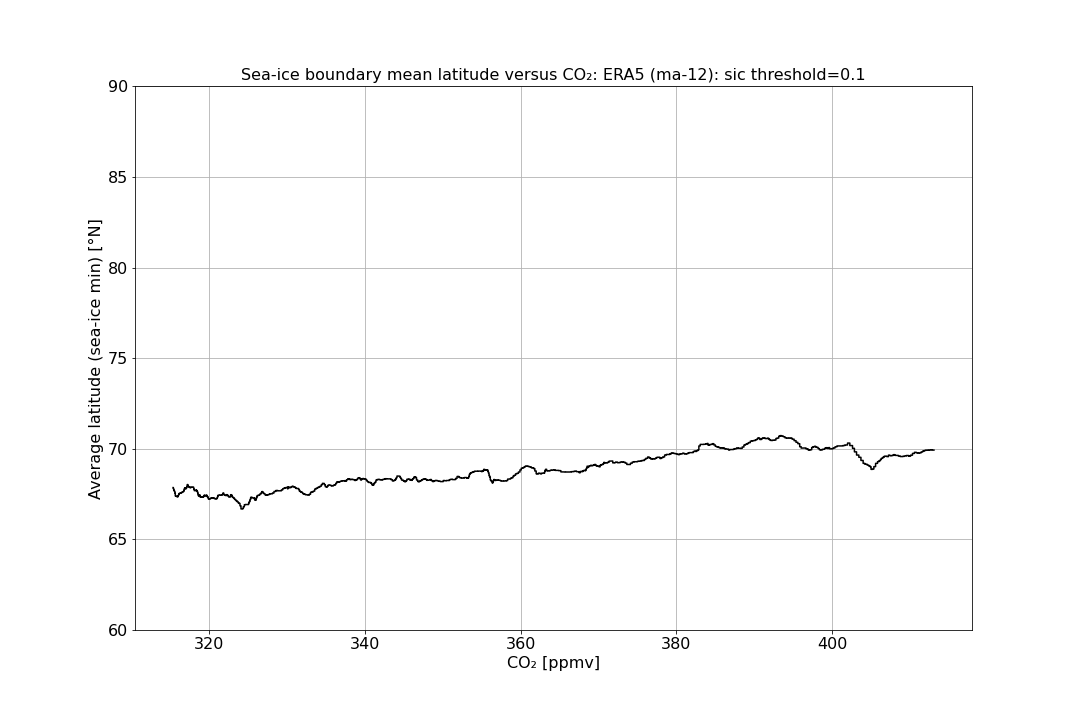 Sea-ice boundary mean latitude versus CO₂: ERA5 (ma-12): sic threshold=0.1
90
85
80
75
70
65
60
Average latitude (sea-ice min) [°N]
320 340 360 380 400
CO₂ [ppmv]